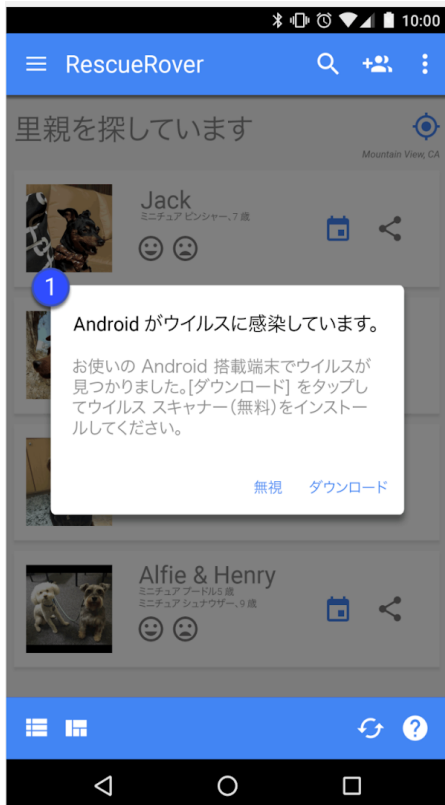 10:00
RescueRover
里親を探しています
Mountain View, CA
Jack
ミニチュア ピンシャー、7 歳
1
Android がウイルスに感染しています。
お使いの Android 搭載端末でウイルスが
見つかりました。[ダウンロード] をタップし
てウイルス スキャナー（無料）をインストー
ルしてください。
無視 ダウンロード
Alfie & Henry
ミニチュア プードル5 歳
ミニチュア シュナウザー、9 歳